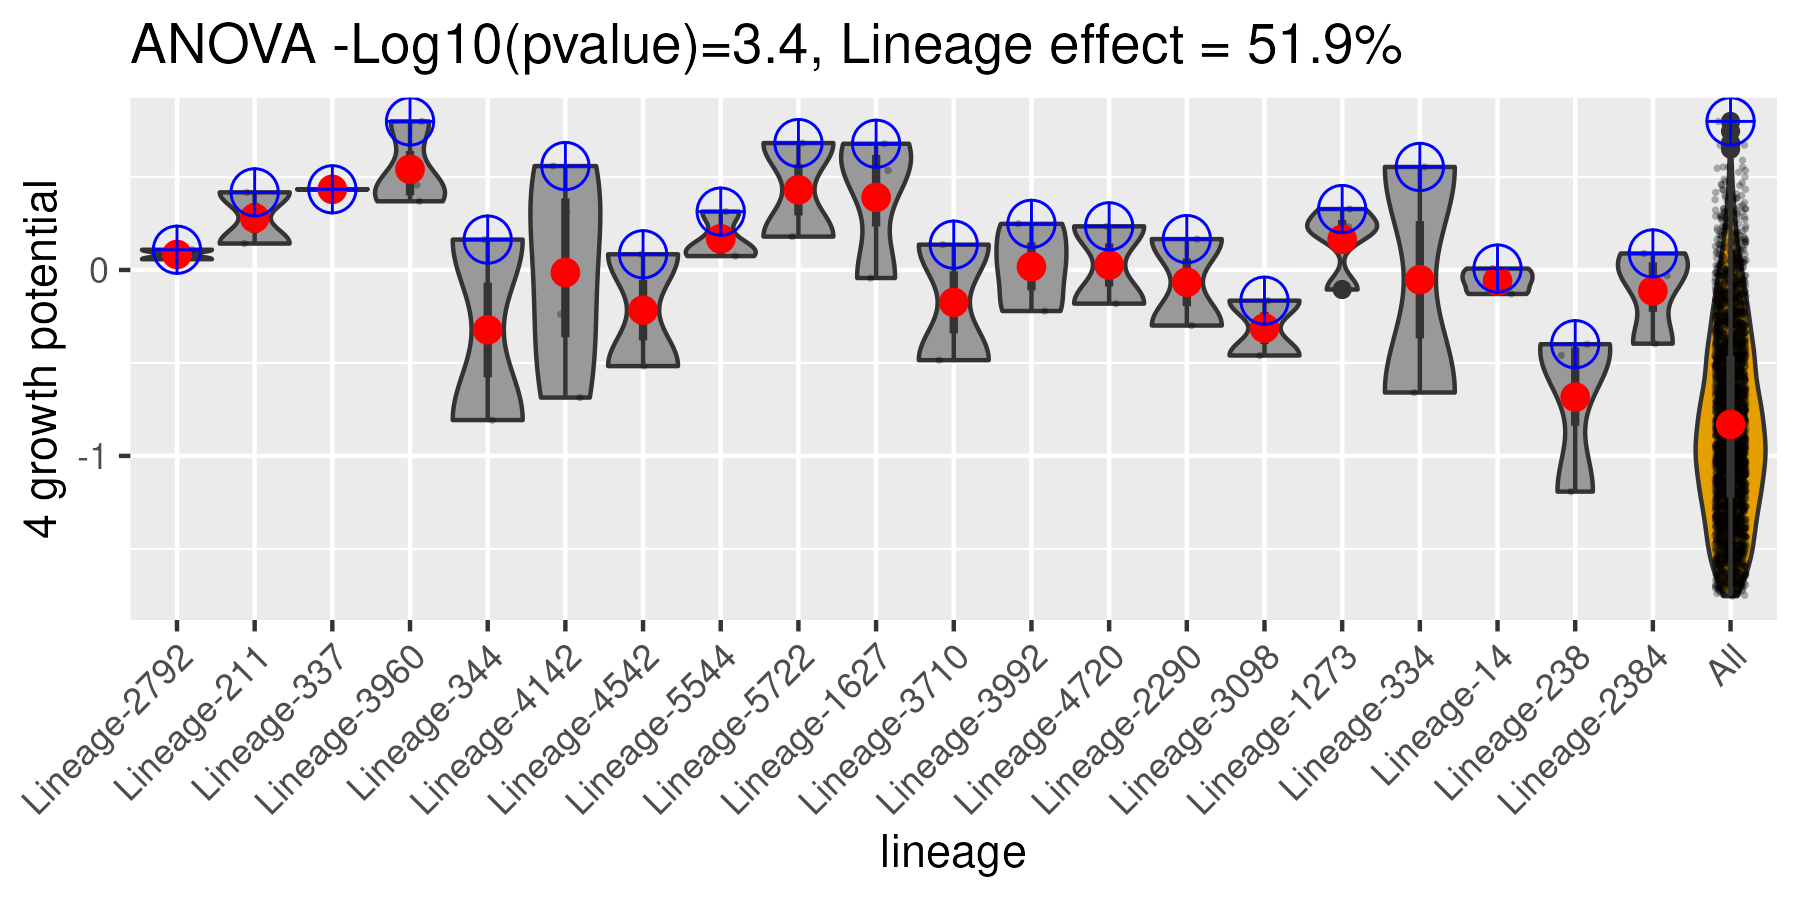 ANOVA -Log10(pvalue)=3.4, Lineage effect = 51.9%
4 growth potential
0
-1
Lineage-2792
Lineage-211
Lineage-337
Lineage-3960
Lineage-344
Lineage-4142
Lineage-4542
Lineage-5544
Lineage-5722
Lineage-1627
Lineage-3710
Lineage-3992
Lineage-4720
Lineage-2290
Lineage-3098
Lineage-1273
Lineage-334
Lineage-14
Lineage-238
Lineage-2384
All
lineage